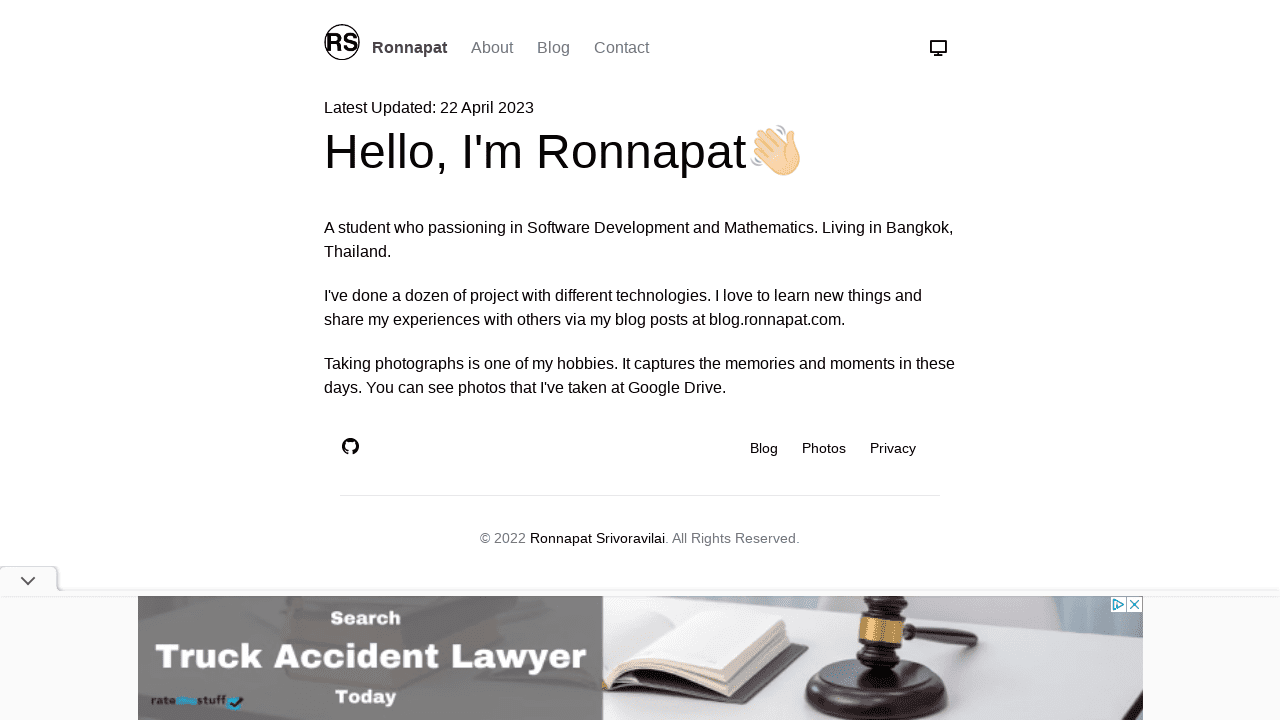 RS Ronnapat About Blog Contact
Latest Updated: 22 April 2023
Hello, I'm Ronnapat👋🏻
A student who passioning in Software Development and Mathematics. Living in Bangkok,
Thailand.
I've done a dozen of project with different technologies. I love to learn new things and
share my experiences with others via my blog posts at blog.ronnapat.com.
Taking photographs is one of my hobbies. It captures the memories and moments in these
days. You can see photos that I've taken at Google Drive.
Blog Photos Privacy
© 2022 Ronnapat Srivoravilai. All Rights Reserved.
Search
Truck Accident Lawyer
Today
rate my stuff